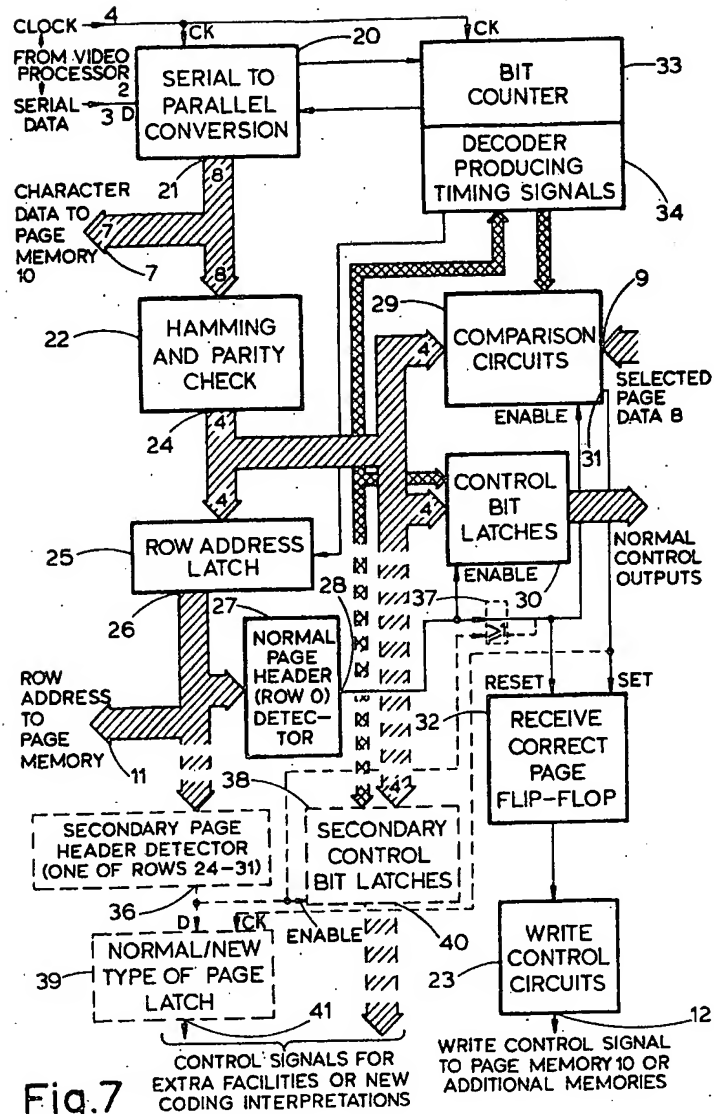 CLOCK 4
CK
20
CK
FROM VIDEO
PROCESSOR
2
SERIAL
DATA
3 D
SERIAL TO
PARALLEL
CONVERSION
BIT
COUNTER
33
DECODER
PRODUCING
TIMING SIGNALS
34
21
8
CHARACTER
DATA TO
PAGE
MEMORY
10
7
7
8
22
HAMMING
AND PARITY
CHECK
29
9
4
COMPARISON
CIRCUITS
SELECTED
PAGE
DATA 8
ENABLE
31
24
4
4
4
CONTROL
BIT
LATCHES
NORMAL
CONTROL
OUTPUTS
25
ROW ADDRESS
LATCH
28
ENABLE
30
26
27
37
≥1
NORMAL
PAGE
HEADER
(ROW 0)
DETEC-
TOR
ROW
ADDRESS
TO
PAGE
MEMORY
11
RESET
SET
32
RECEIVE
CORRECT
PAGE
FLIP-FLOP
38
4
SECONDARY PAGE
HEADER DETECTOR
(ONE OF ROWS 24-31)
SECONDARY
CONTROL
BIT LATCHES
36
D
CK
ENABLE
40
39
NORMAL/NEW
TYPE OF PAGE
LATCH
23
WRITE
CONTROL
CIRCUITS
41
12
CONTROL SIGNALS FOR
EXTRA FACILITIES OR NEW
CODING INTERPRETATIONS
WRITE CONTROL SIGNAL
TO PAGE MEMORY 10 OR
ADDITIONAL MEMORIES
Fig.7